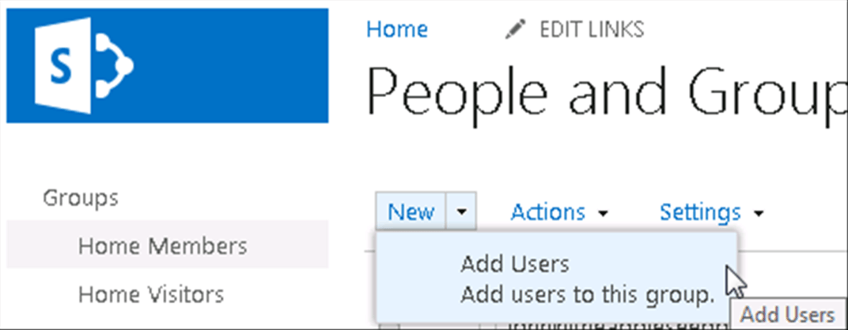 S
Home EDIT LINKS
People and Group
Groups
New Actions Settings
Home Members
Add Users
Add users to this group.
Home Visitors
Add Users